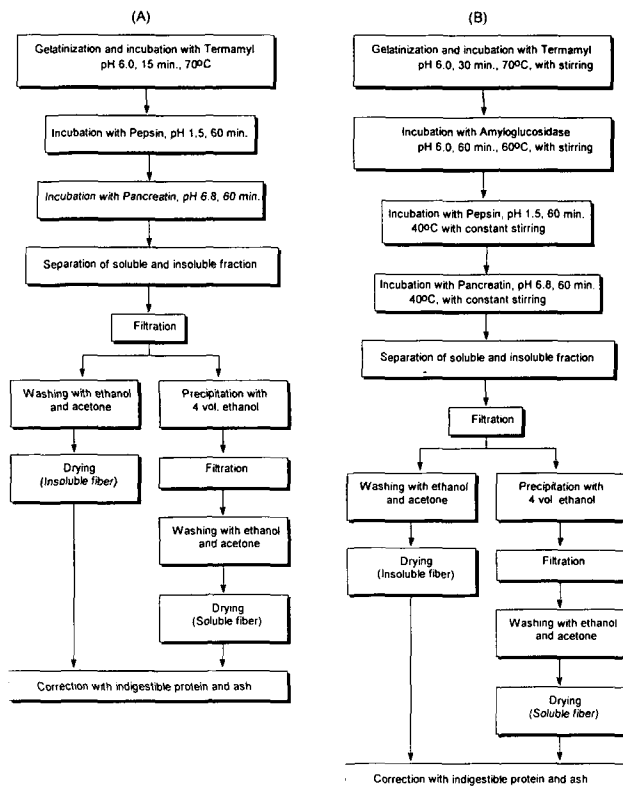 (A)
Gelatinization and incubation with Termamyl
pH 6.0, 15 min., 70ºC
Incubation with Pepsin, pH 1.5, 60 min.
Incubation with Pancreatin, pH 6.8, 60 min.
Separation of soluble and insoluble fraction
Filtration
Washing with ethanol
and acetone
Drying
(Insoluble fiber)
Precipitation with
4 vol. ethanol
Filtration
Washing with ethanol
and acetone
Drying
(Soluble fiber)
Correction with indigestible protein and ash
(B)
Gelatinization and incubation with Termamyl
pH 6.0, 30 min., 70ºC, with stirring
Incubation with Amyloglucosidase
pH 6.0, 60 min., 60ºC, with stirring
Incubation with Pepsin, pH 1.5, 60 min.
40ºC with constant stirring
Incubation with Pancreatin, pH 6.8, 60 min.
40ºC, with constant stirring
Separation of soluble and insoluble fraction
Filtration
Washing with ethanol
and acetone
Drying
(Insoluble fiber)
Precipitation with
4 vol. ethanol
Filtration
Washing with ethanol
and acetone
Drying
(Soluble fiber)
Correction with indigestible protein and ash